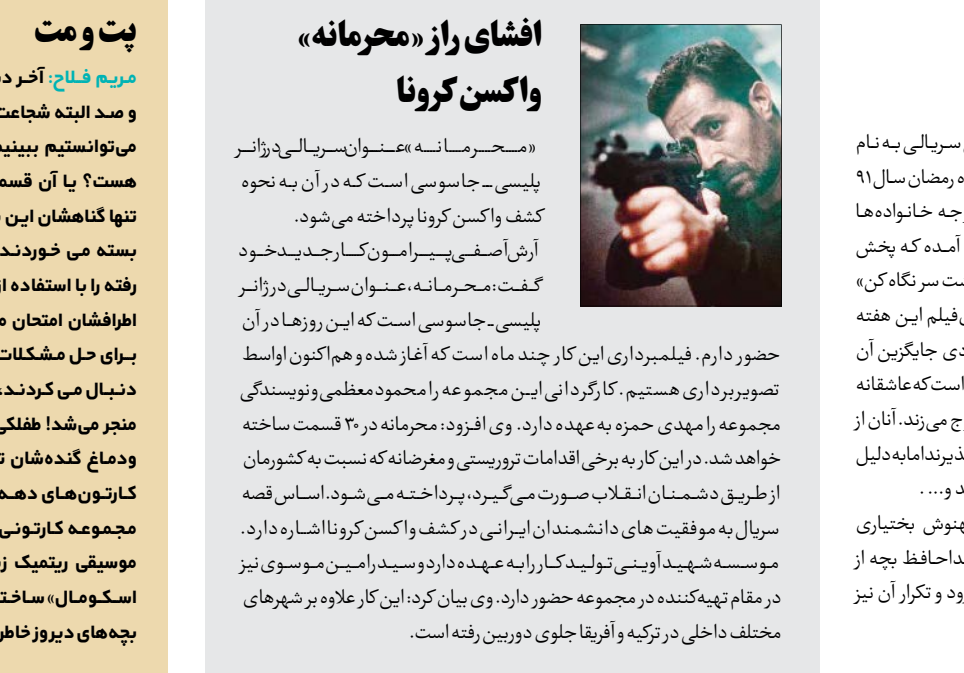 سریالی به نام
ه رمضان سال ۹۱
جه خانواده‌ها
آمده که پخش
ست سر نگاه کن»
فیلم این هفته
دی جایگزین آن
است که عاشقانه
ج می‌زند. آنان از
ذیرند اما به دلیل
د و... .
هنوش بختیاری
داحافظ بچه از
ود و تکرار آن نیز
افشای راز «محرمانه»
واکسن کرونا
«محرمانه» عنوان سریالی در ژانر
پلیسی ـ جاسوسی است که در آن به نحوه
کشف واکسن کرونا پرداخته می‌شود.
آرش آصفی پیرامون کار جدید خود
گفت: محرمانه، عنوان سریالی در ژانر
پلیسی ـ جاسوسی است که این روزها در آن
حضور دارم. فیلمبرداری این کار چند ماه است که آغاز شده و هم اکنون اواسط
تصویربرداری هستیم. کارگردانی این مجموعه را محمود معظمی و نویسندگی
مجموعه را مهدی حمزه به عهده دارد. وی افزود: محرمانه در ۳۰ قسمت ساخته
خواهد شد. در این کار به برخی اقدامات تروریستی و مغرضانه که نسبت به کشورمان
از طریق دشمنان انقلاب صورت می‌گیرد، پرداخته می‌شود. اساس قصه
سریال به موفقیت های دانشمندان ایرانی در کشف واکسن کرونا اشاره دارد.
موسسه شهید آوینی تولید کار را به عهده دارد و سید رامین موسوی نیز
در مقام تهیه‌کننده در مجموعه حضور دارد. وی بیان کرد: این کار علاوه بر شهرهای
مختلف داخلی در ترکیه و آفریقا جلوی دوربین رفته است.
پت و مت
مریم فلاح: آخر د
و صد البته شجاعت
می‌توانستیم ببینیم
هست؟ یا آن قسم
تنها گناهشان این
بسته می خوردند
رفته را با استفاده از
اطرافشان امتحان م
برای حل مشکلات
دنبال می کردند،
منجر می‌شد! طفلکی
ودماغ گنده‌شان ت
کارتون‌های دهه
مجموعه کارتونی
موسیقی ریتمیک ز
اسکومال» ساخت
بچه‌های دیروز خاطر